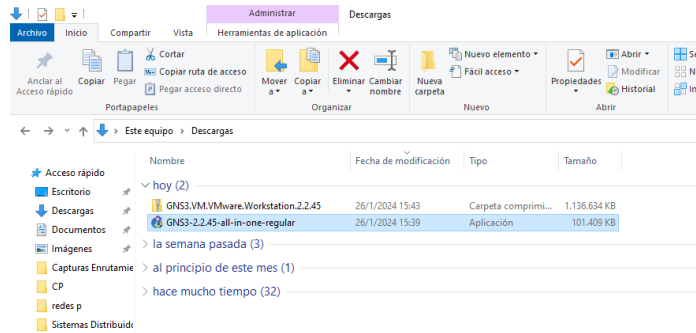 Administrar Descargas
Archivo Inicio Compartir Vista Herramientas de aplicación
Anclar al Acceso rápido
Copiar
Pegar
Cortar
Copiar ruta de acceso
Pegar acceso directo
Portapapeles
Mover a
Copiar a
Eliminar
Cambiar nombre
Organizar
Nueva carpeta
Nuevo elemento
Fácil acceso
Nuevo
Propiedades
Abrir
Modificar
Historial
Abrir
Se
N
In
Este equipo > Descargas
Acceso rápido
Escritorio
Descargas
Documentos
Imágenes
Capturas Enrutamie
CP
redes p
Sistemas Distribuido
Nombre Fecha de modificación Tipo Tamaño
hoy (2)
GNS3.VM.VMware.Workstation.2.2.45 26/1/2024 15:43 Carpeta comprimi... 1.136.634 KB
GNS3-2.2.45-all-in-one-regular 26/1/2024 15:39 Aplicación 101.409 KB
la semana pasada (3)
al principio de este mes (1)
hace mucho tiempo (32)